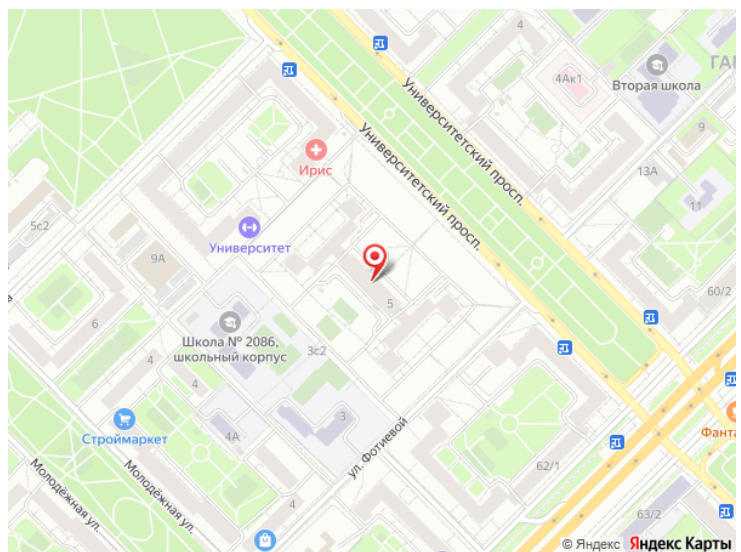 4
4Ак1
ГАМ
Вторая школа
Университетский просп.
Университетский просп.
9
13А
11
Ирис
5с2
Университет
9А
5
60/2
6
Школа № 2086,
школьный корпус
3с2
4
4
3
Строймаркет
4А
ул. Фотиевой
Фанта
62/1
Молодёжная ул.
Молодёжная ул.
4
63/2
© Яндекс Яндекс Карты